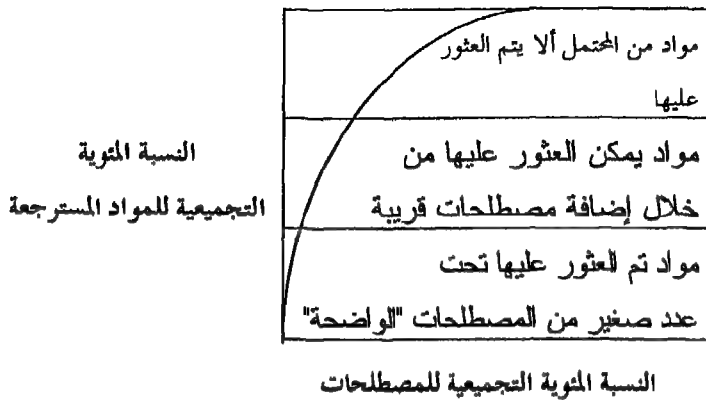 مواد من المحتمل ألا يتم العثور
عليها
مواد يمكن العثور عليها من
خلال إضافة مصطلحات قريبة
مواد تم العثور عليها تحت
عدد صغير من المصطلحات "الواضحة"
النسبة المئوية
التجميعية للمواد المسترجعة
النسبة المئوية التجميعية للمصطلحات